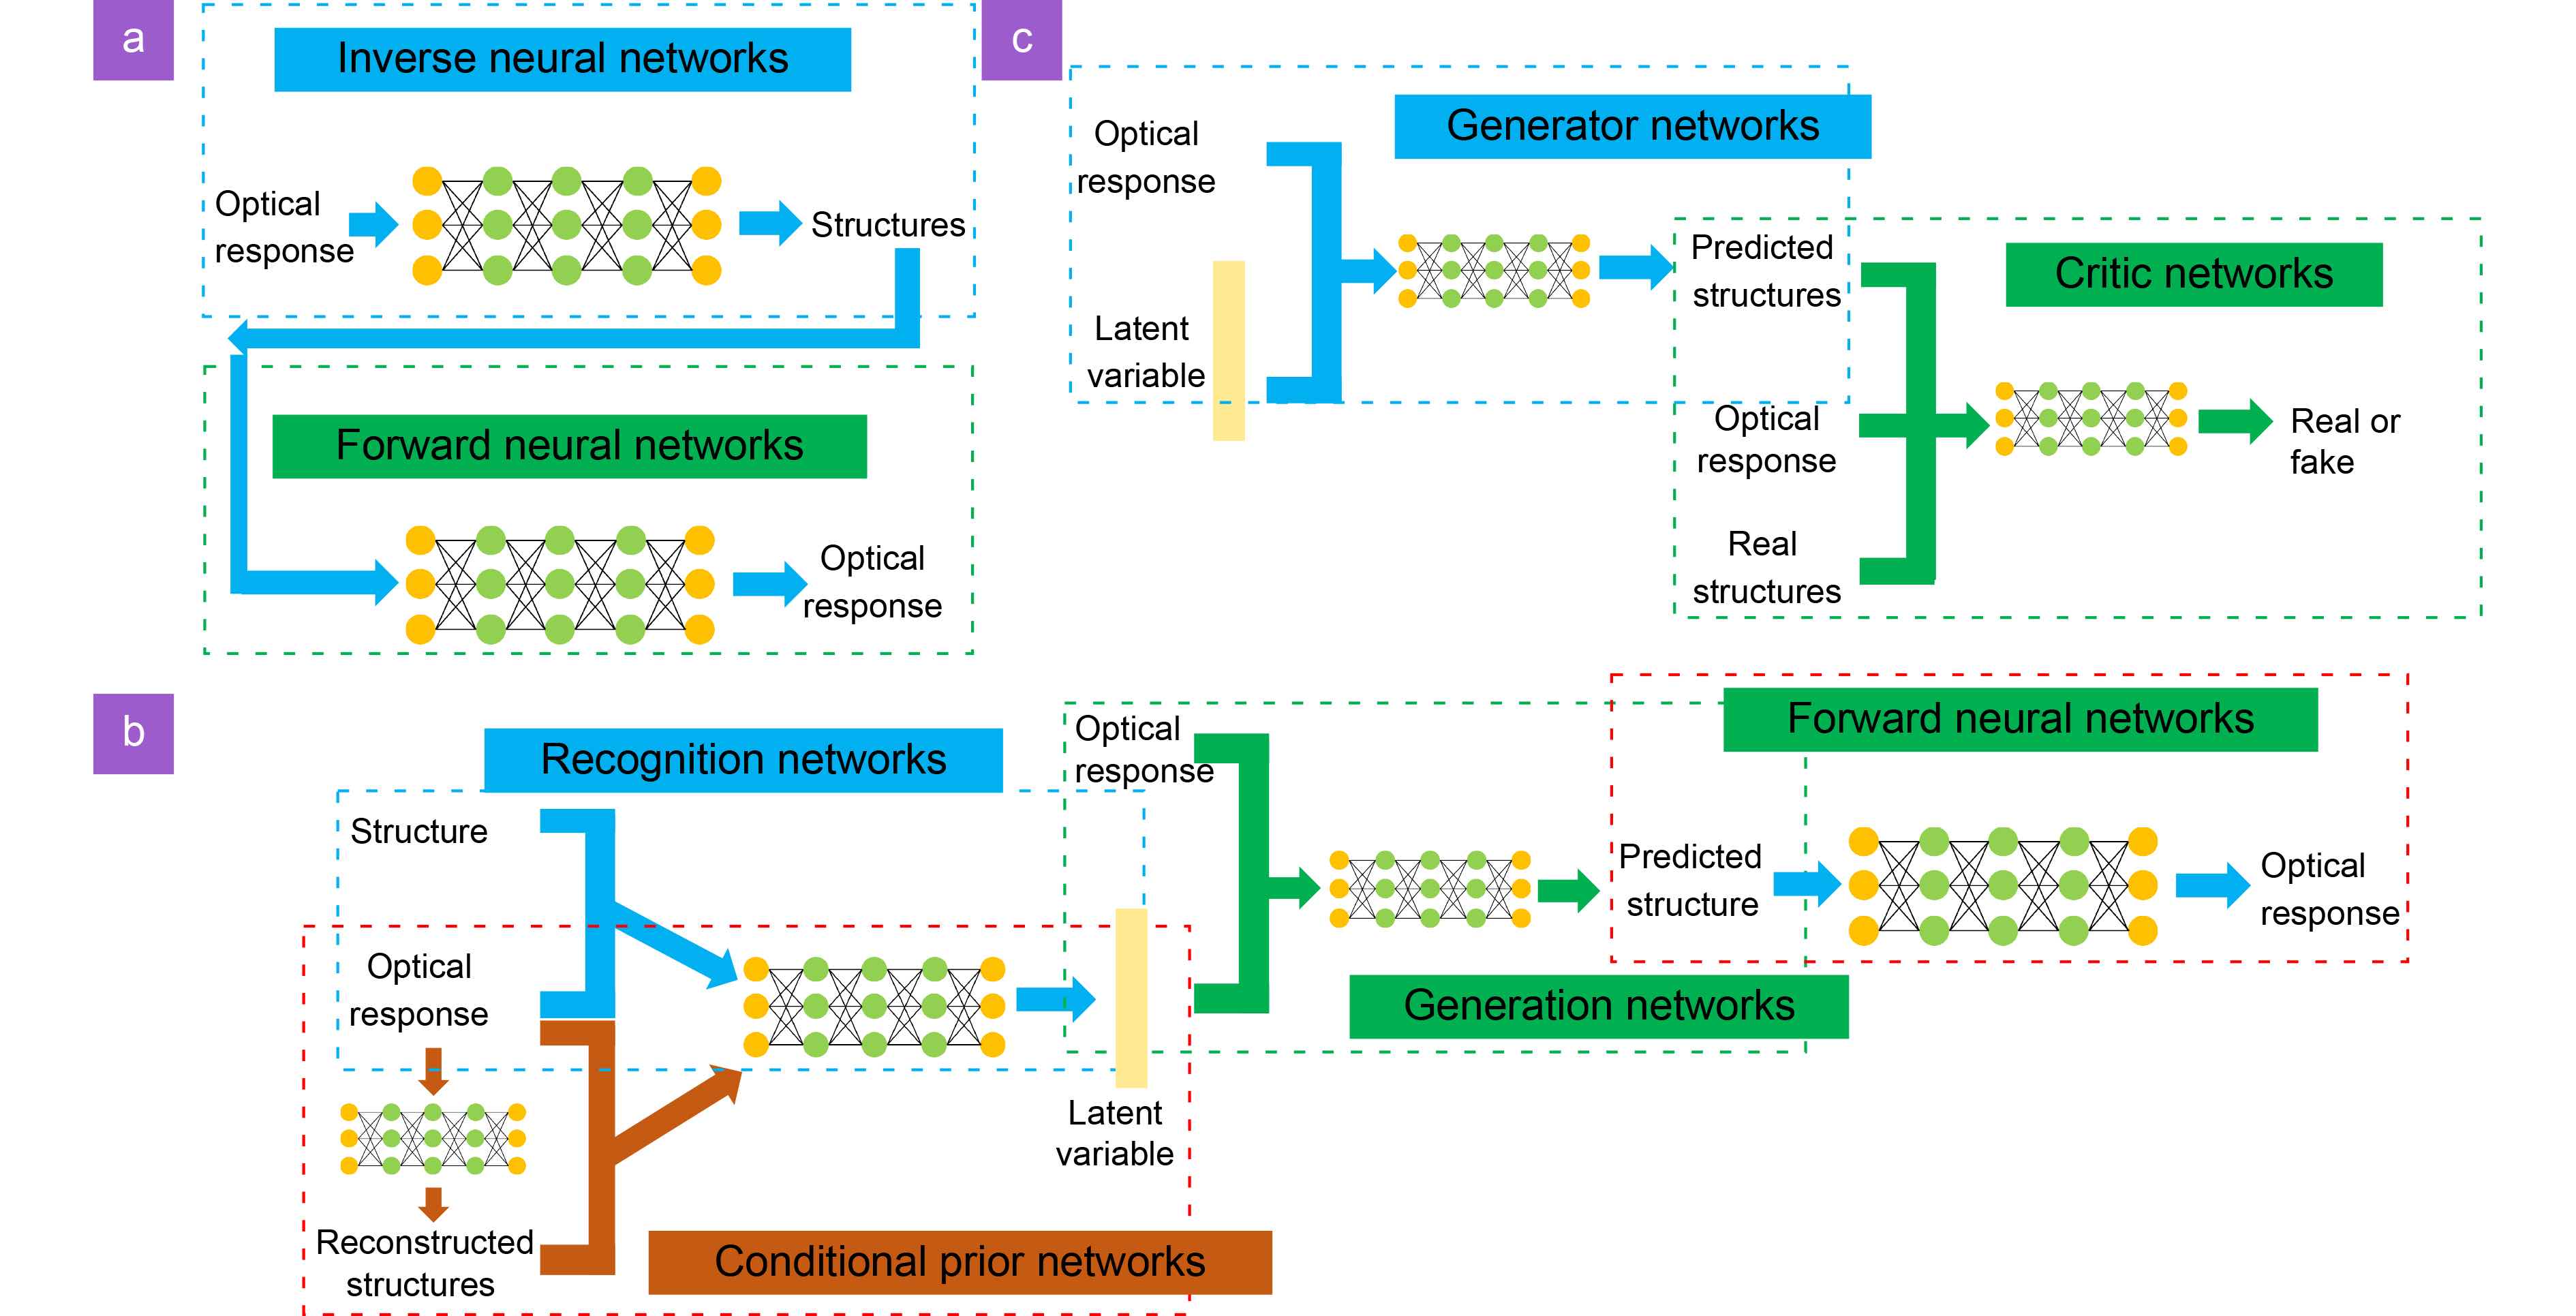 a
Inverse neural networks
Optical
response
Structures
Forward neural networks
Optical
response
c
Generator networks
Optical
response
Latent
variable
Predicted
structures
Critic networks
Optical
response
Real
structures
Real or
fake
b
Recognition networks
Structure
Optical
response
Reconstructed
structures
Conditional prior networks
Latent
variable
Optical
response
Generation networks
Forward neural networks
Predicted
structure
Optical
response